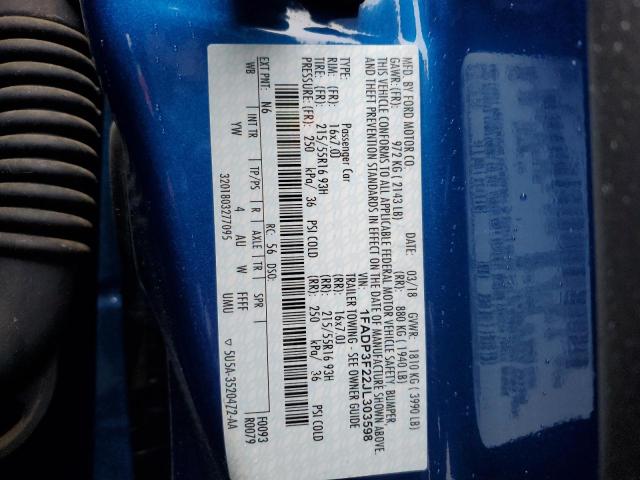 MFD. BY FORD MOTOR CO.
DATE: 03/18 GVWR: 1810 KG ( 3990 LB)
GAWR: (FR): 972 KG ( 2143 LB) (RR): 880 KG ( 1940 LB)
THIS VEHICLE CONFORMS TO ALL APPLICABLE FEDERAL MOTOR VEHICLE SAFETY BUMPER,
AND THEFT PREVENTION STANDARDS IN EFFECT ON THE DATE OF MANUFACTURE SHOWN ABOVE
VIN: 1FADP3FE2JL303598
TYPE: Passenger Car TRAILER TOWING - SEE OWNER GUIDE
RIM: (FR) 16x7.0J (RR): 16x7.0J
TIRE: (FR): 215/55R16 93H (RR): 215/55R16 93H
PRESSURE: (FR): 250 kPa/ 36 PSI COLD (RR): 250 kPa/ 36 PSI COLD
3201B03277095 RC: 56 DSO: F0093
EXT PNT: N6 R0079
WB INT TR TP/PS R AXLE TR SPR
YW 4 AU W FFFF UMU
▽ 5U5A-3520472-AA